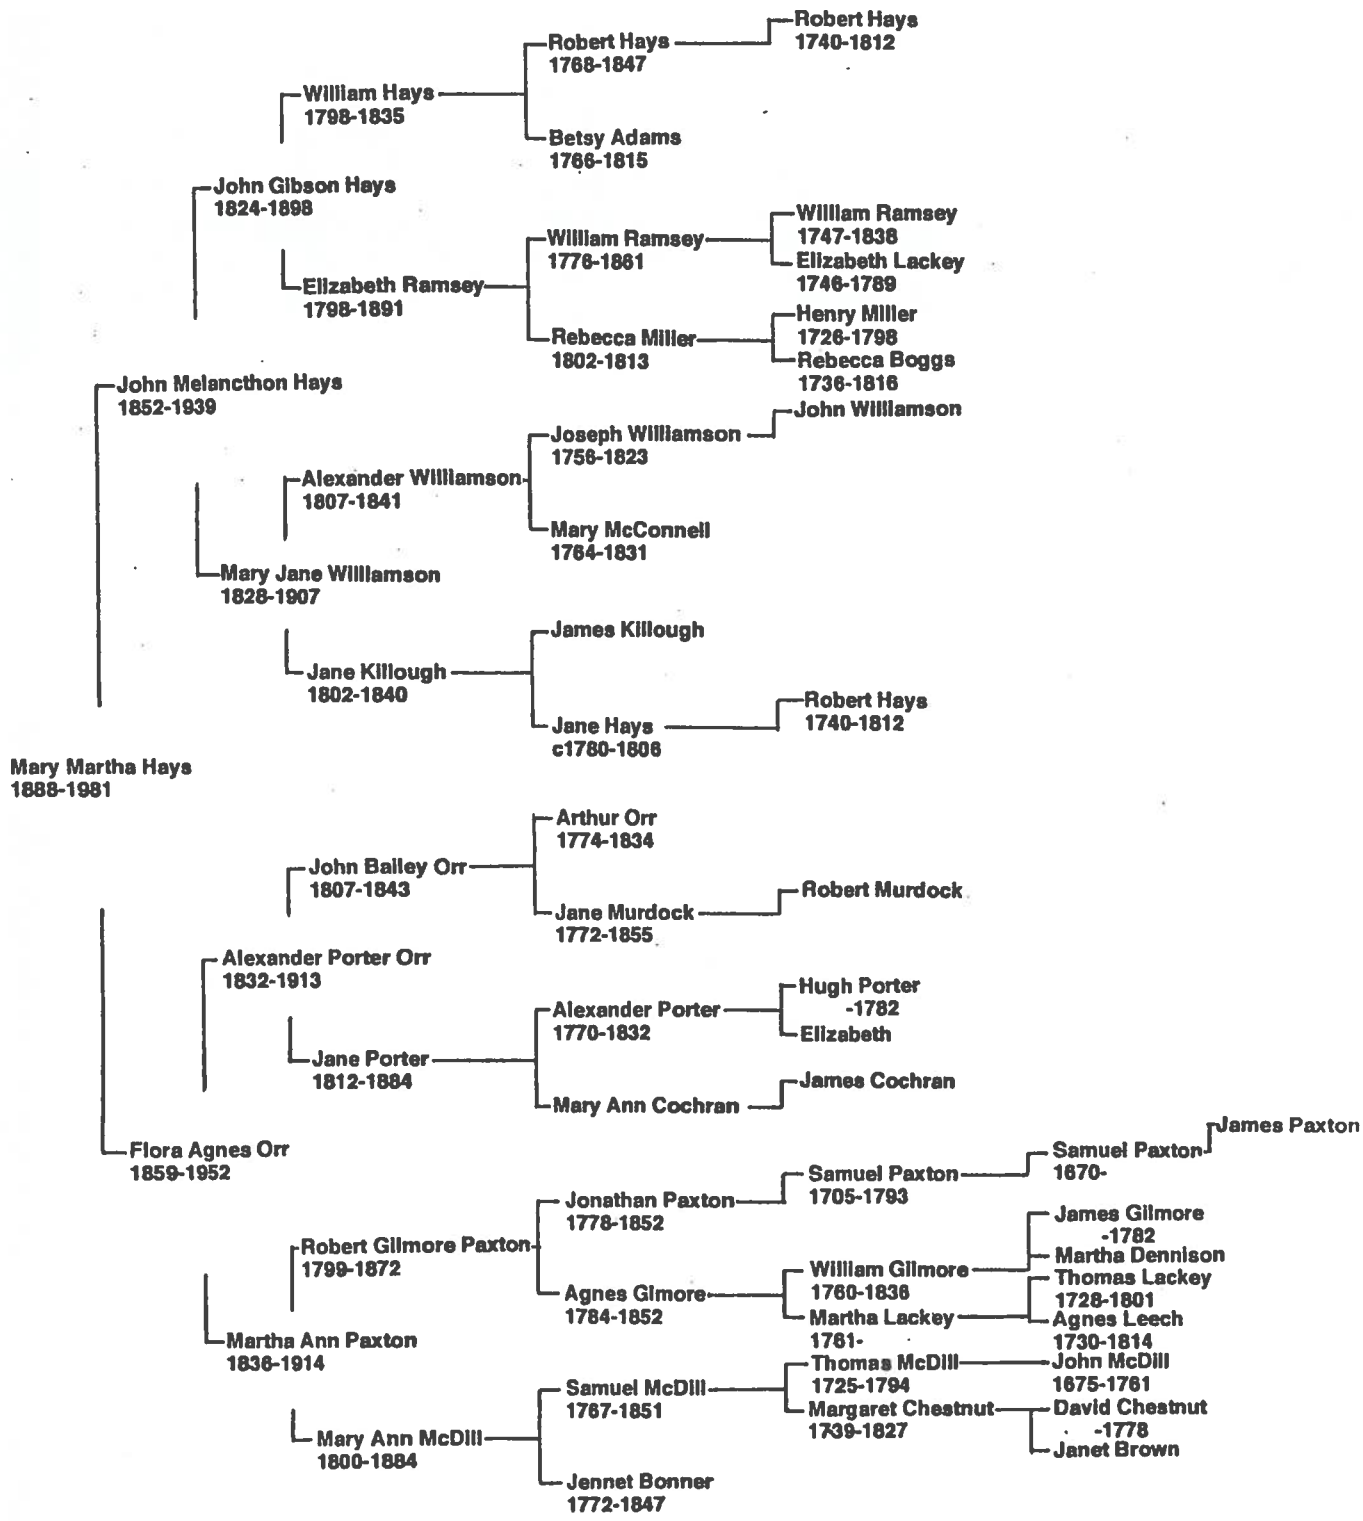 Robert Hays
1740-1812
Robert Hays
1768-1847
William Hays
1798-1835
Betsy Adams
1766-1815
John Gibson Hays
1824-1898
William Ramsey
1747-1838
William Ramsey
1776-1861
Elizabeth Lackey
1746-1789
Elizabeth Ramsey
1798-1891
Henry Miller
1726-1798
Rebecca Miller
1802-1813
Rebecca Boggs
1736-1816
John Melancthon Hays
1852-1939
John Williamson
Joseph Williamson
1756-1823
Alexander Williamson
1807-1841
Mary McConnell
1764-1831
Mary Jane Williamson
1828-1907
James Killough
Jane Killough
1802-1840
Robert Hays
1740-1812
Jane Hays
c1780-1806
Mary Martha Hays
1888-1981
Arthur Orr
1774-1834
John Bailey Orr
1807-1843
Robert Murdock
Jane Murdock
1772-1855
Alexander Porter Orr
1832-1913
Hugh Porter
-1782
Alexander Porter
1770-1832
Elizabeth
Jane Porter
1812-1884
James Cochran
Mary Ann Cochran
James Paxton
Flora Agnes Orr
1859-1952
Samuel Paxton
1670-
Samuel Paxton
1705-1793
Jonathan Paxton
1778-1852
James Gilmore
-1782
Robert Gilmore Paxton
1799-1872
Martha Dennison
William Gilmore
1760-1836
Thomas Lackey
1728-1801
Agnes Glmore
1784-1852
Martha Lackey
1761-
Agnes Leech
1730-1814
Martha Ann Paxton
1836-1914
Thomas McDill
1725-1794
John McDill
1675-1761
Samuel McDill
1767-1851
Margaret Chestnut
1739-1827
David Chestnut
-1778
Mary Ann McDill
1800-1884
Janet Brown
Jennet Bonner
1772-1847